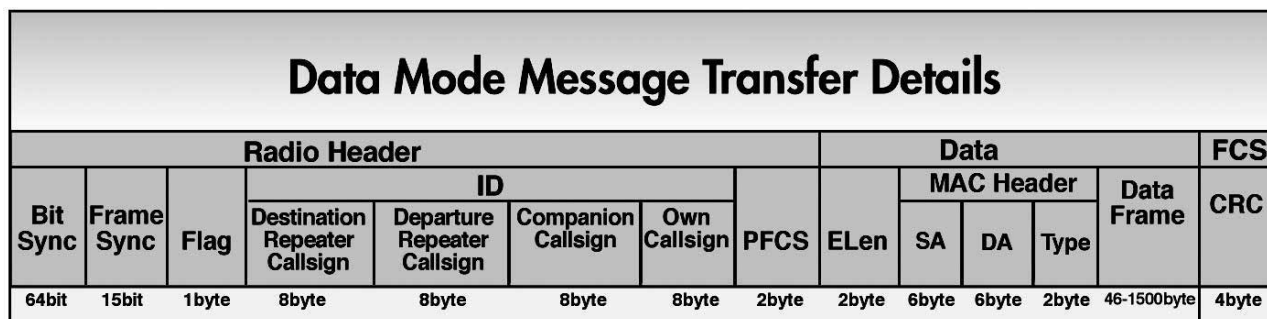 Data Mode Message Transfer Details
Radio Header Data FCS
ID MAC Header
Bit Sync Frame Sync Flag Destination Repeater Callsign Departure Repeater Callsign Companion Callsign Own Callsign PFCS ELen SA DA Type Data Frame CRC
64bit 15bit 1byte 8byte 8byte 8byte 8byte 2byte 2byte 6byte 6byte 2byte 46-1500byte 4byte